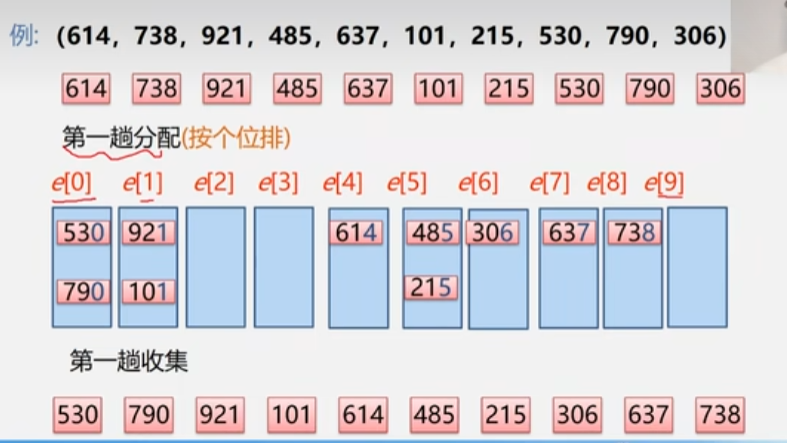 例: (614, 738, 921, 485, 637, 101, 215, 530, 790, 306)
614 738 921 485 637 101 215 530 790 306
第一趟分配(按个位排)
e[0] e[1] e[2] e[3] e[4] e[5] e[6] e[7] e[8] e[9]
530 921 614 485 306 637 738
790 101 215
第一趟收集
530 790 921 101 614 485 215 306 637 738